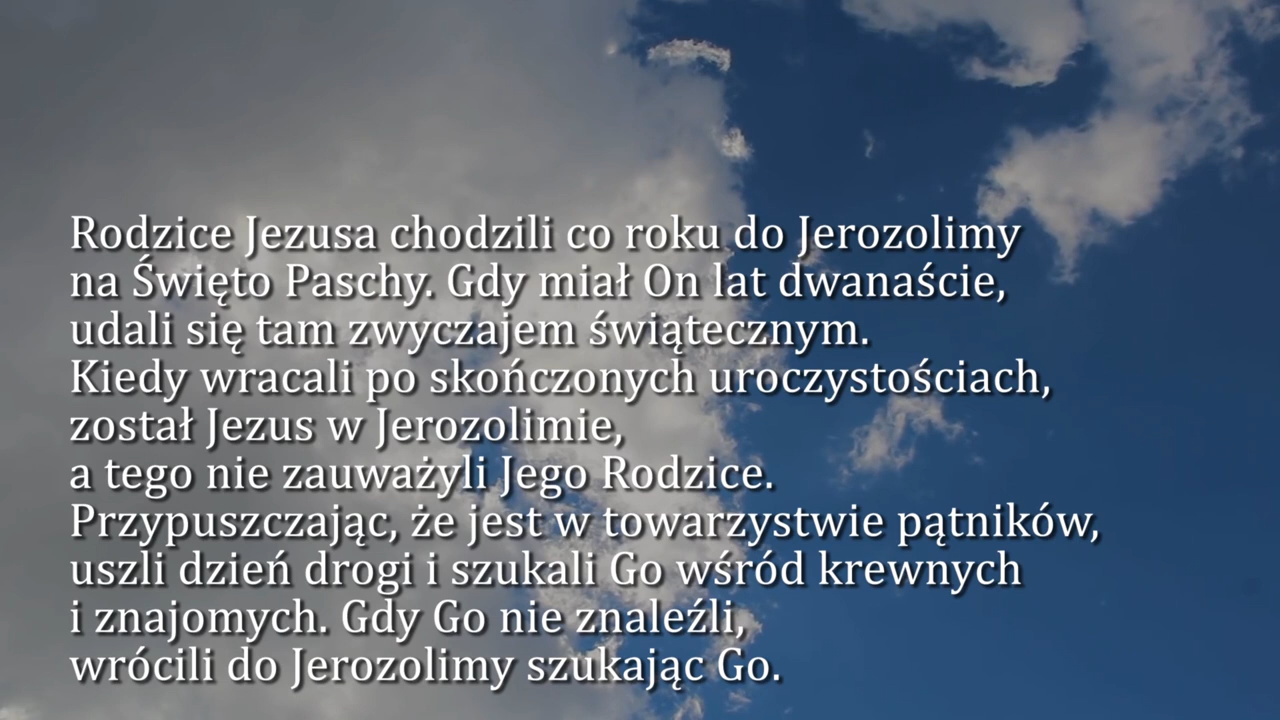 Rodzice Jezusa chodzili co roku do Jerozolimy
na Święto Paschy. Gdy miał On lat dwanaście,
udali się tam zwyczajem świątecznym.
Kiedy wracali po skończonych uroczystościach,
został Jezus w Jerozolimie,
a tego nie zauważyli Jego Rodzice.
Przypuszczając, że jest w towarzystwie pątników,
uszli dzień drogi i szukali Go wśród krewnych
i znajomych. Gdy Go nie znaleźli,
wrócili do Jerozolimy szukając Go.